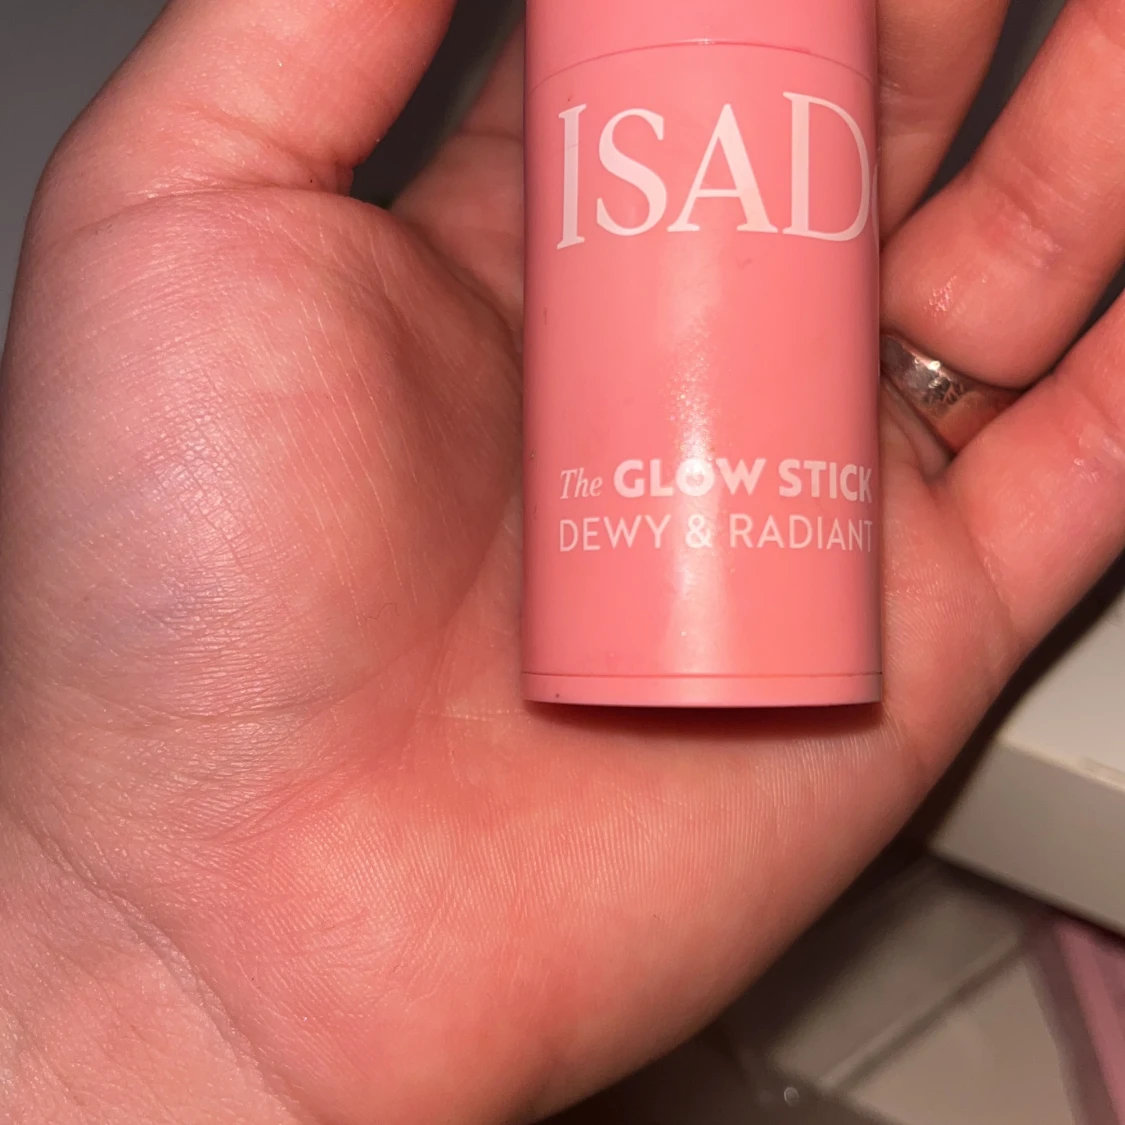 ISAD
The GLOW STICK
DEWY & RADIANT